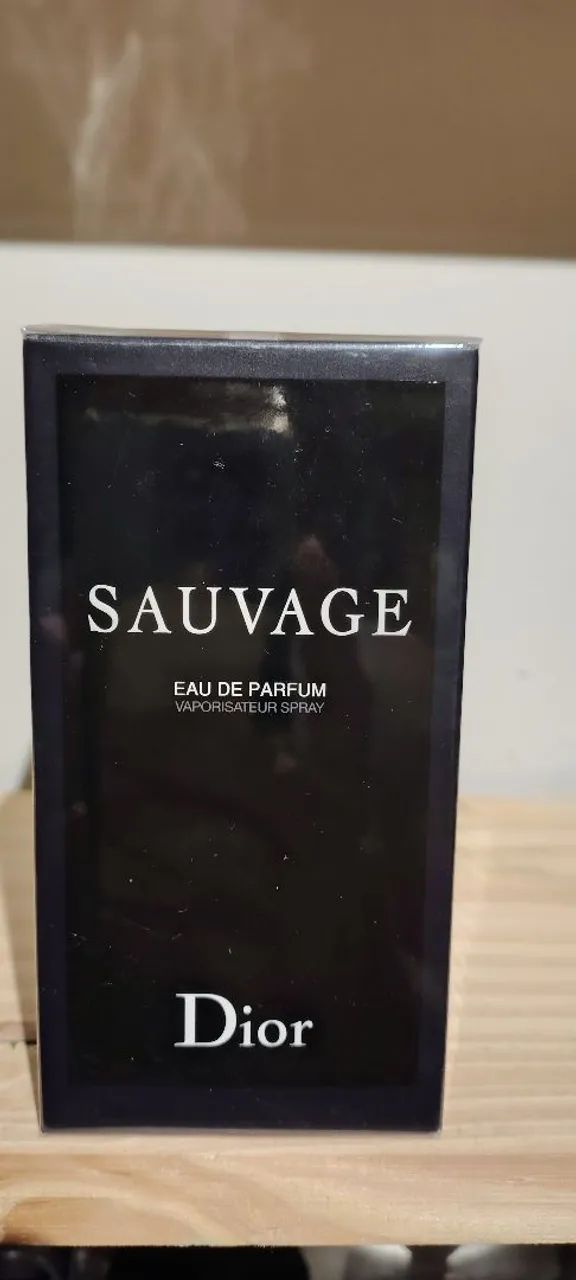 SAUVAGE
EAU DE PARFUM
VAPORISATEUR SPRAY
Dior